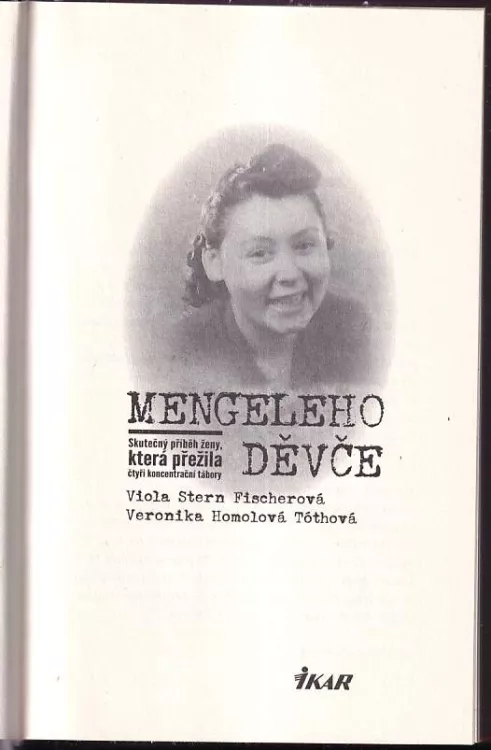 MENGELEHO
DĚVČE
Skutečný příběh ženy,
která přežila
čtyři koncentrační tábory
Viola Stern Fischerová
Veronika Homolová Tóthová
IKAR